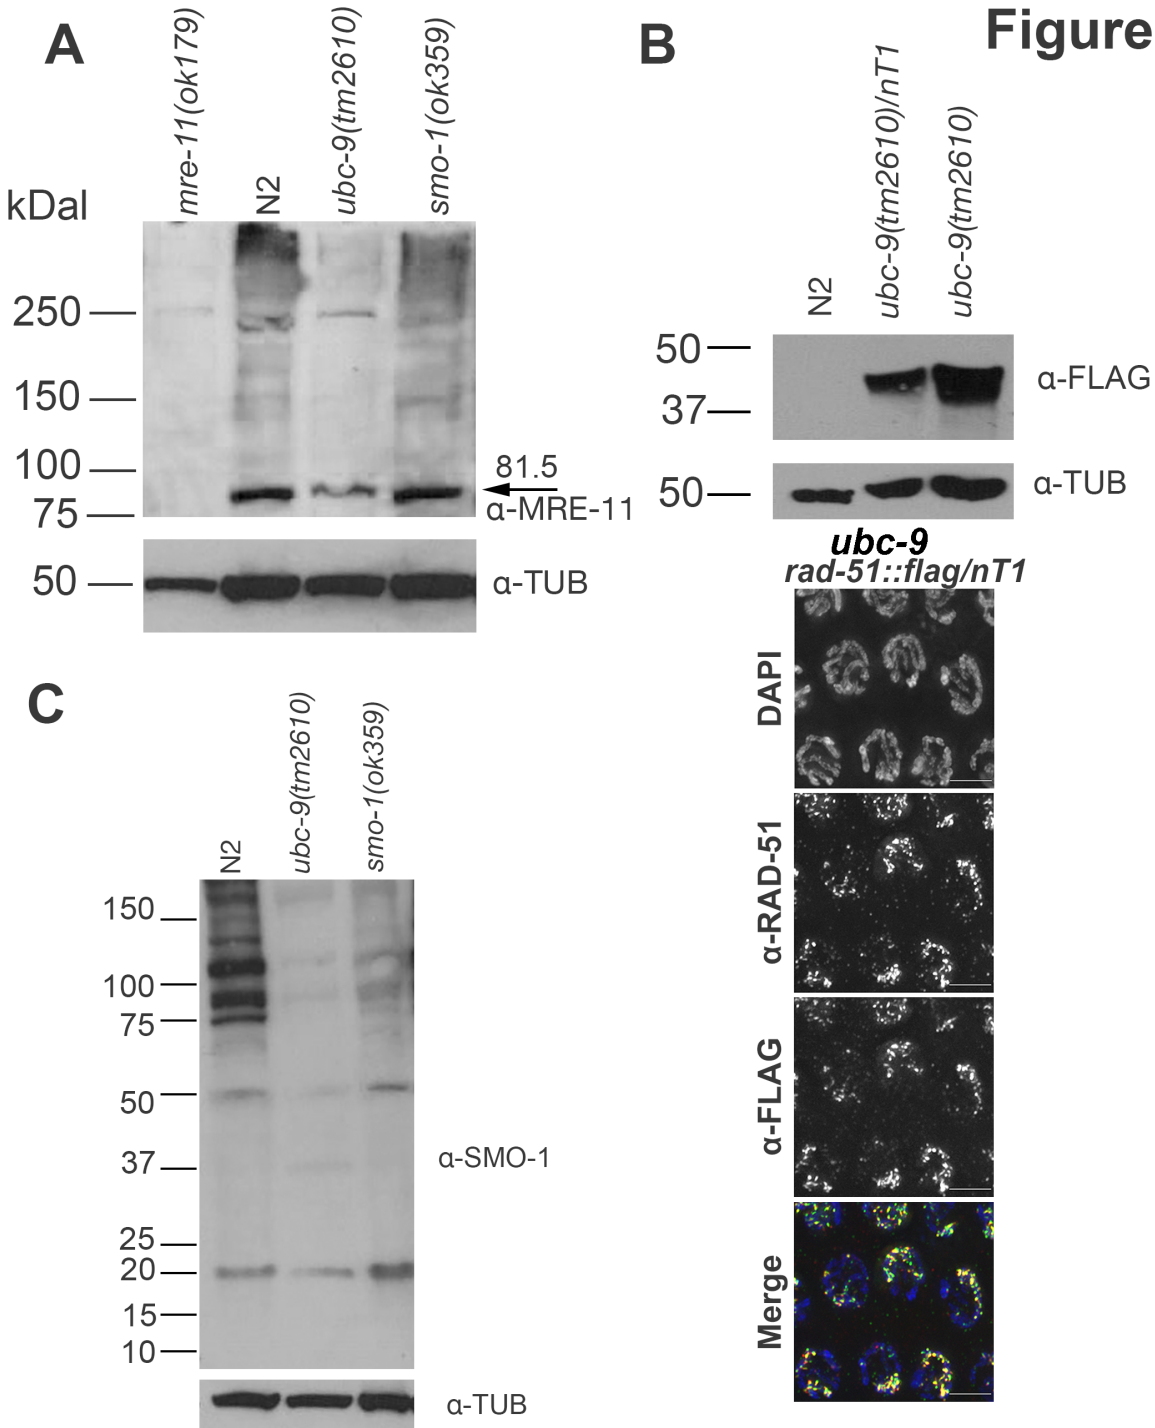 Figure
A
mre-11(ok179)
N2
ubc-9(tm2610)
smo-1(ok359)
kDal
250
150
100
75
81.5
α-MRE-11
50
α-TUB
B
N2
ubc-9(tm2610)/nT1
ubc-9(tm2610)
50
37
α-FLAG
50
α-TUB
ubc-9
rad-51::flag/nT1
DAPI
α-RAD-51
α-FLAG
Merge
C
N2
ubc-9(tm2610)
smo-1(ok359)
150
100
75
50
37
25
20
15
10
α-SMO-1
α-TUB